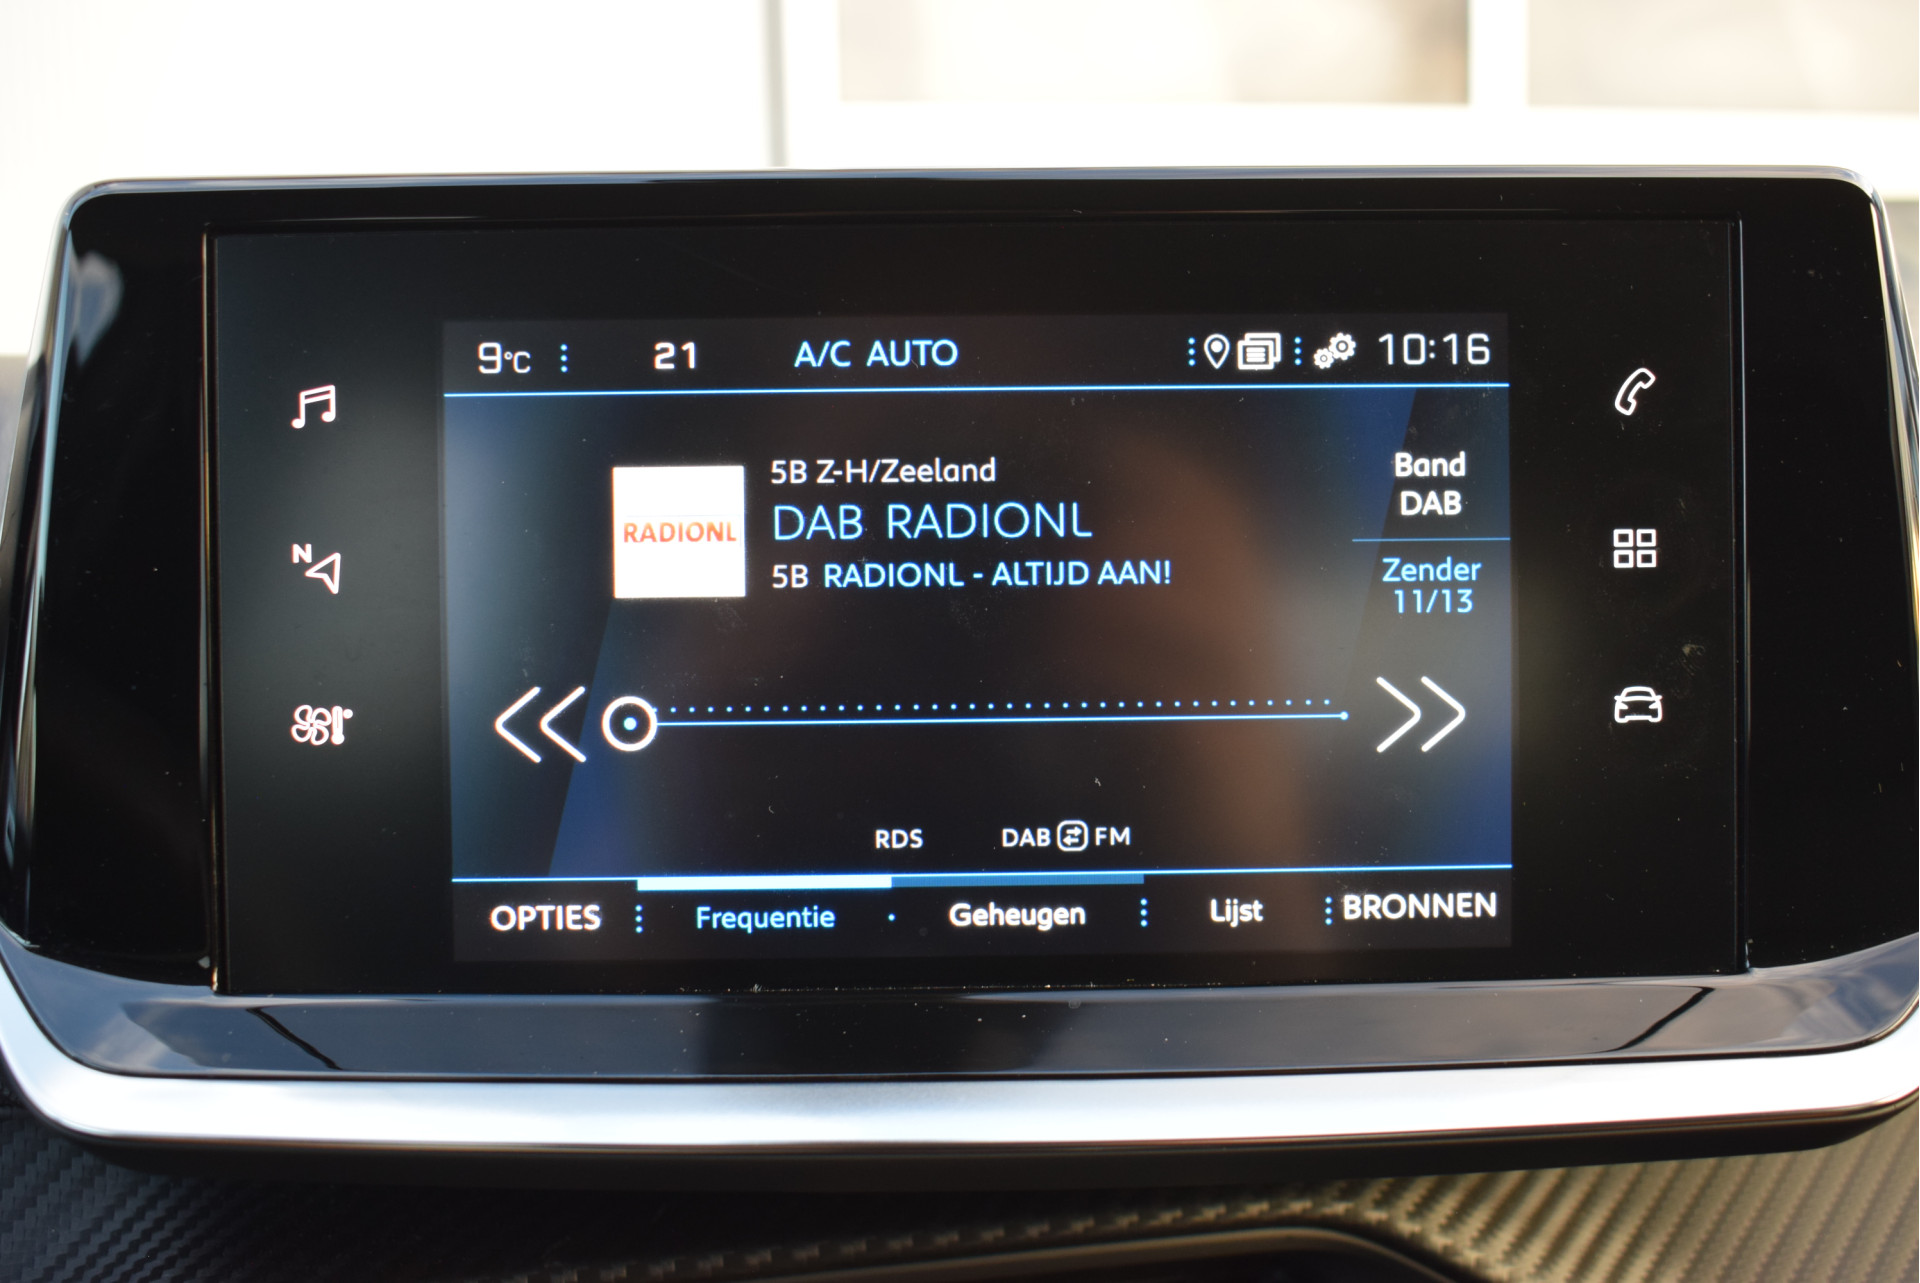 9°C 21 A/C AUTO 10:16
N
RADIONL
5B Z-H/Zeeland
DAB RADIONL
5B RADIONL - ALTIJD AAN!
Band
DAB
Zender
11/13
RDS DAB FM
OPTIES Frequentie Geheugen Lijst BRONNEN